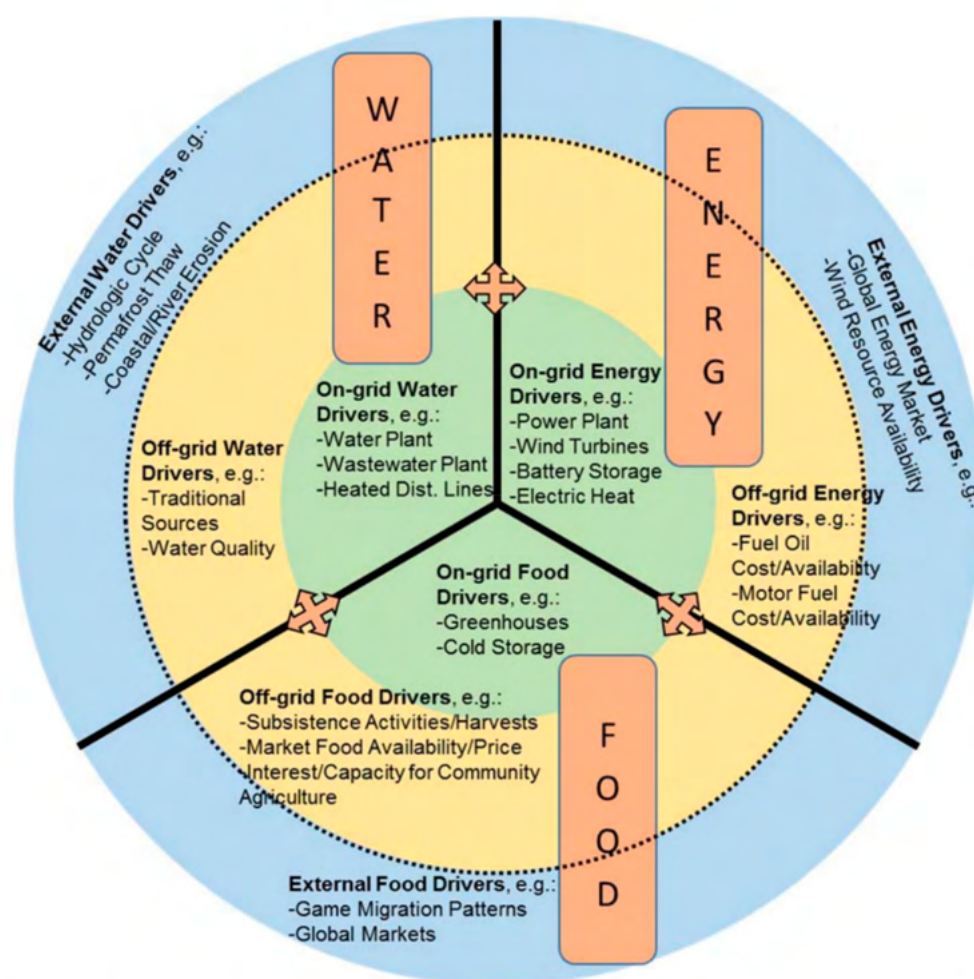 WATER
ENERGY
External Water Drivers, e.g.:
-Hydrologic Cycle
-Permafrost Thaw
-Coastal/River Erosion
External Energy Drivers, e.g.:
-Global Energy Market
-Wind Resource Availability
On-grid Water
Drivers, e.g.:
-Water Plant
-Wastewater Plant
-Heated Dist. Lines
On-grid Energy
Drivers, e.g.:
-Power Plant
-Wind Turbines
-Battery Storage
-Electric Heat
Off-grid Water
Drivers, e.g.:
-Traditional
Sources
-Water Quality
Off-grid Energy
Drivers, e.g.:
-Fuel Oil
Cost/Availability
-Motor Fuel
Cost/Availability
On-grid Food
Drivers, e.g.:
-Greenhouses
-Cold Storage
Off-grid Food Drivers, e.g.:
-Subsistence Activities/Harvests
-Market Food Availability/Price
-Interest/Capacity for Community
Agriculture
FOOD
External Food Drivers, e.g.:
-Game Migration Patterns
-Global Markets